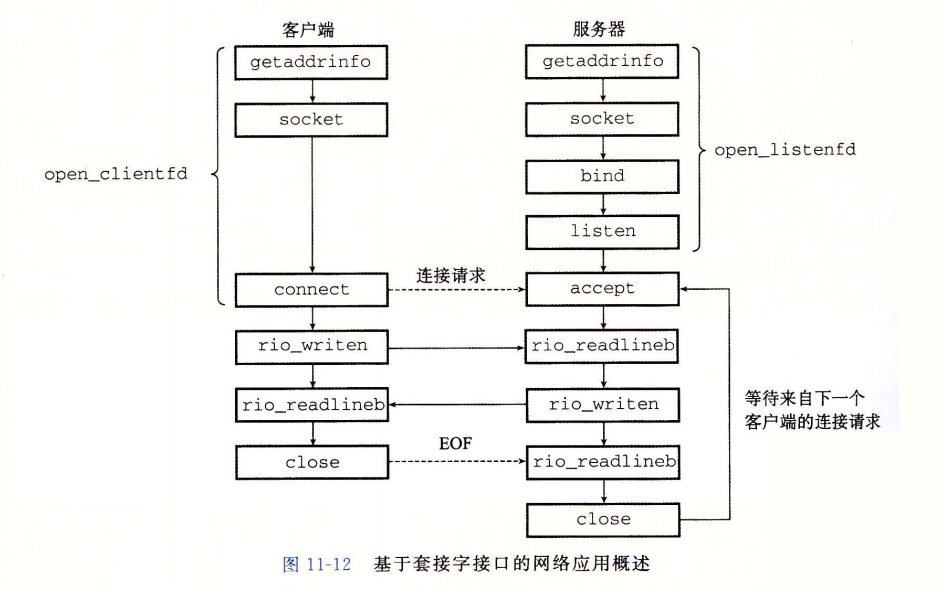 客户端
服务器
getaddrinfo
getaddrinfo
socket
socket
open_clientfd
open_listenfd
bind
listen
连接请求
connect
accept
rio_writen
rio_readlineb
rio_readlineb
rio_writen
等待来自下一个
客户端的连接请求
EOF
close
rio_readlineb
close
图 11-12 基于套接字接口的网络应用概述